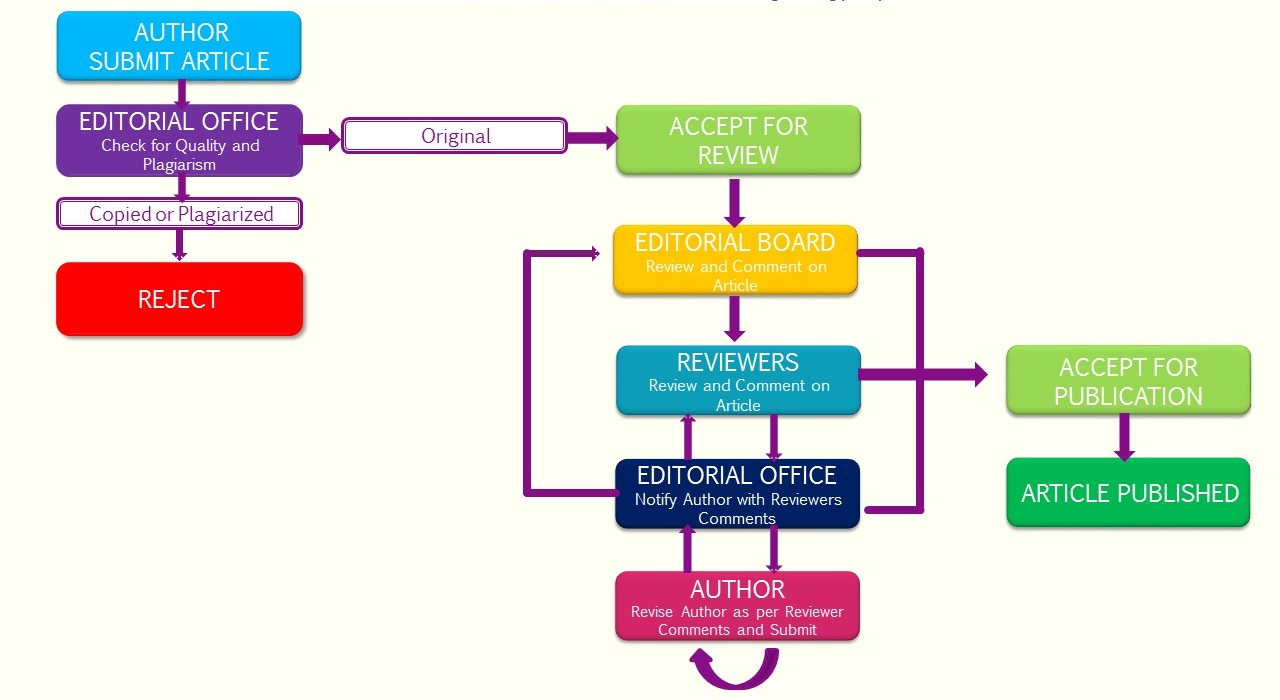 AUTHOR
SUBMIT ARTICLE
EDITORIAL OFFICE
Check for Quality and
Plagiarism
Original
ACCEPT FOR
REVIEW
Copied or Plagiarized
REJECT
EDITORIAL BOARD
Review and Comment on
Article
REVIEWERS
Review and Comment on
Article
ACCEPT FOR
PUBLICATION
EDITORIAL OFFICE
Notify Author with Reviewers
Comments
ARTICLE PUBLISHED
AUTHOR
Revise Author as per Reviewer
Comments and Submit